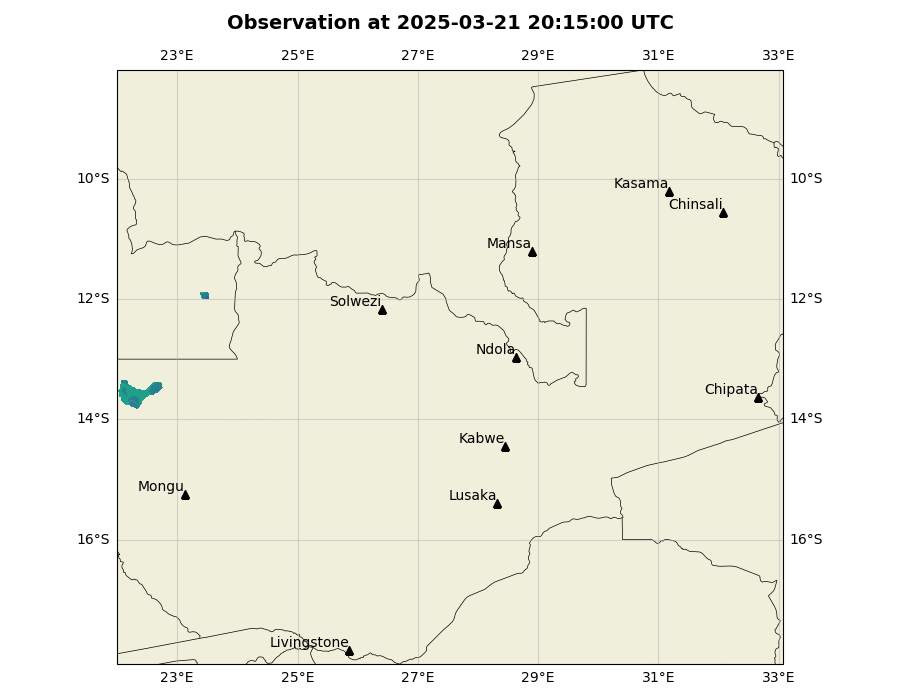 Observation at 2025-03-21 20:15:00 UTC
23°E 25°E 27°E 29°E 31°E 33°E
10°S 10°S
Kasama
Chinsali
Mansa
12°S 12°S
Solwezi
Ndola
Chipata
14°S 14°S
Kabwe
Mongu
Lusaka
16°S 16°S
Livingstone
23°E 25°E 27°E 29°E 31°E 33°E